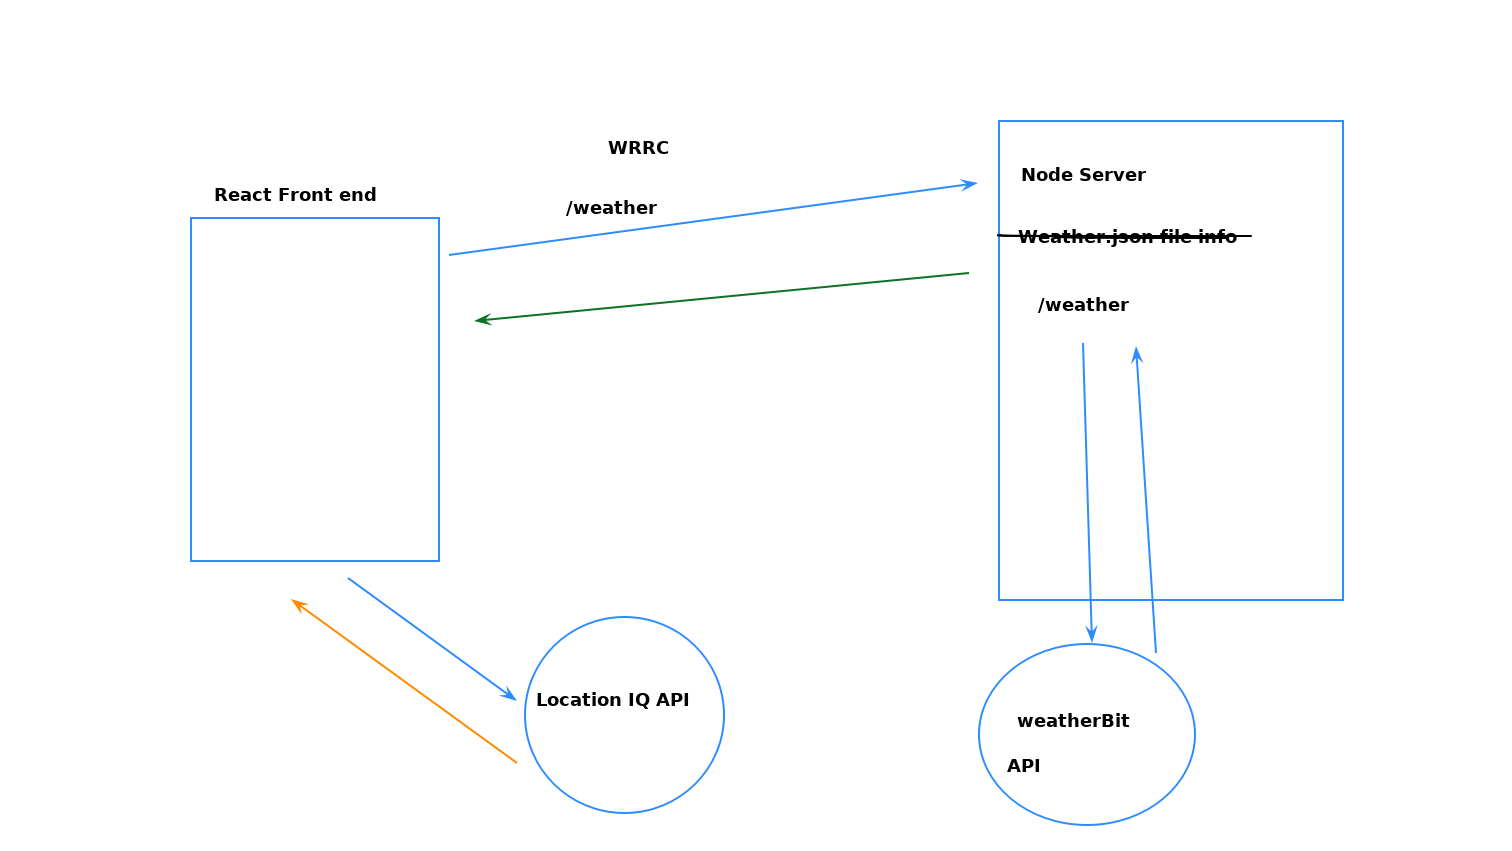 WRRC
React Front end
/weather
Node Server
Weather.json file info
/weather
Location IQ API
weatherBit
API